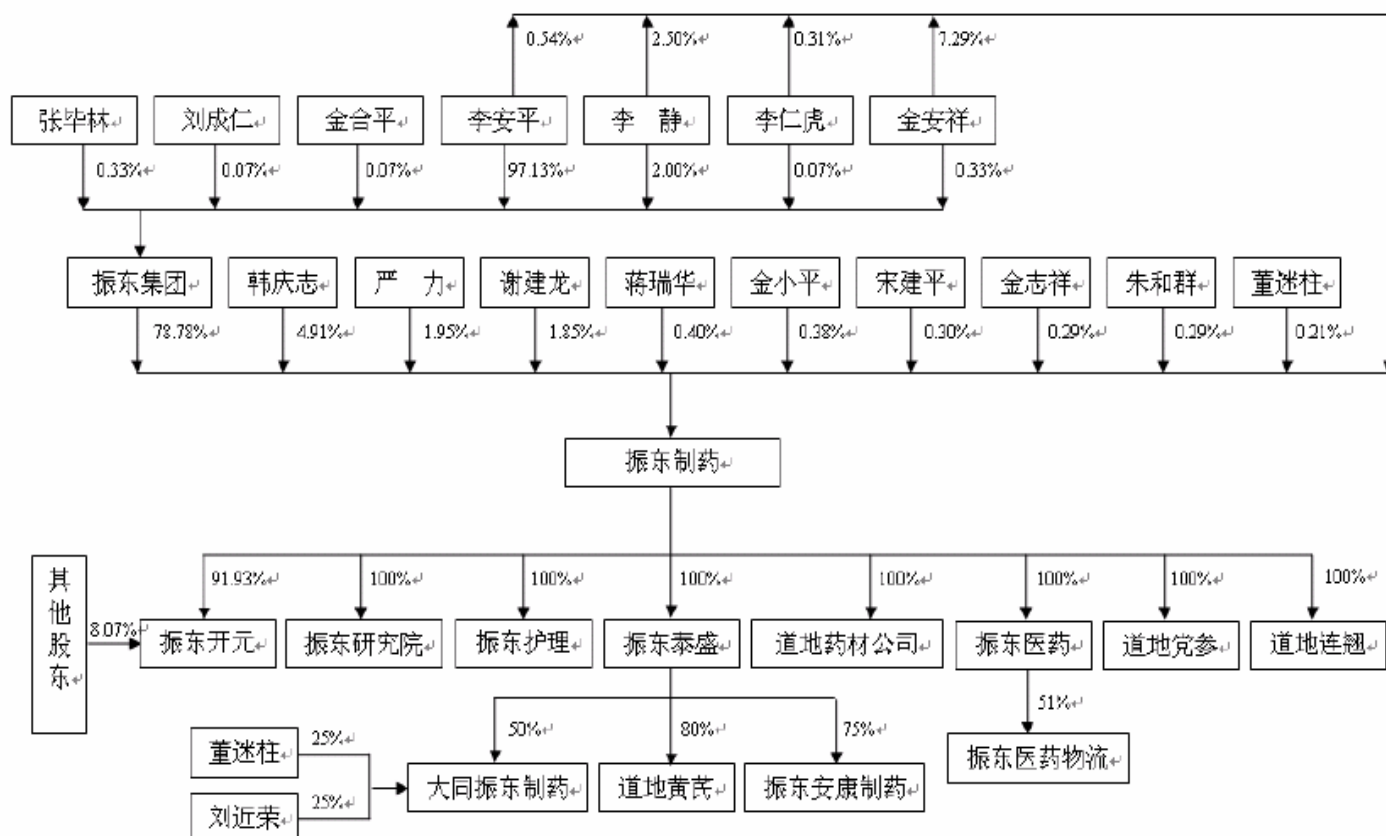 0.54% 2.50% 0.31% 7.29%
张毕林 刘成仁 金合平 李安平 李 静 李仁虎 金安祥
0.33% 0.07% 0.07% 97.13% 2.00% 0.07% 0.33%
振东集团 韩庆志 严 力 谢建龙 蒋瑞华 金小平 宋建平 金志祥 朱和群 董迷柱
78.78% 4.91% 1.95% 1.85% 0.40% 0.38% 0.30% 0.29% 0.29% 0.21%
振东制药
91.93% 100% 100% 100% 100% 100% 100% 100%
其他股东
8.07%
振东开元 振东研究院 振东护理 振东泰盛 道地药材公司 振东医药 道地党参 道地连翘
50% 80% 75% 51%
董迷柱 25%
振东医药物流
大同振东制药 道地黄芪 振东安康制药
刘近荣 25%